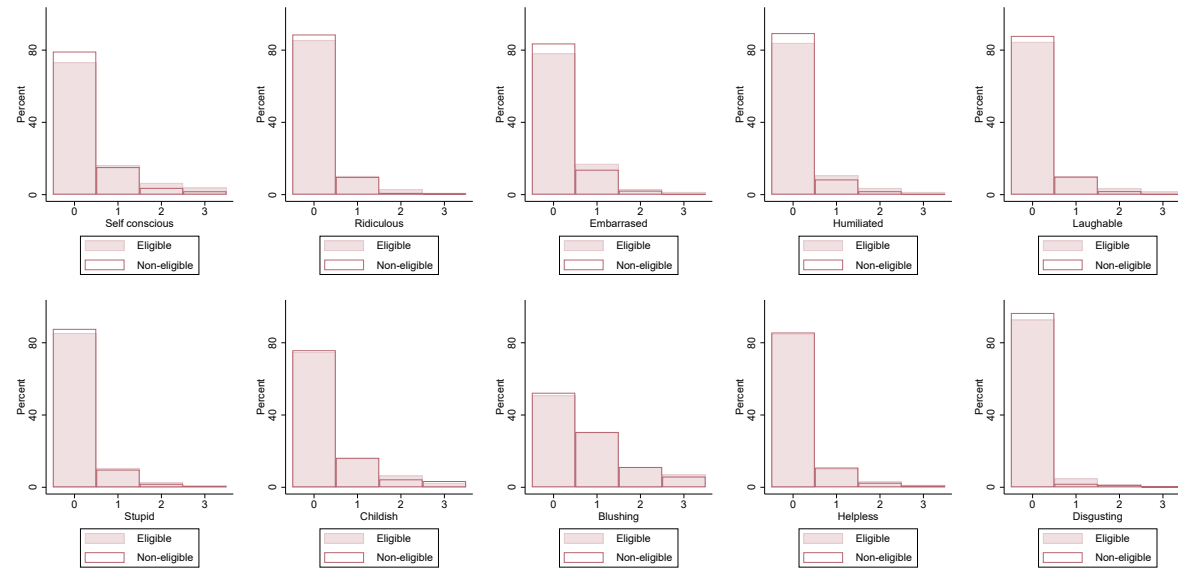 80
40
0
Percent
0 1 2 3
Self conscious
Eligible
Non-eligible
80
40
0
Percent
0 1 2 3
Ridiculous
Eligible
Non-eligible
80
40
0
Percent
0 1 2 3
Embarrased
Eligible
Non-eligible
80
40
0
Percent
0 1 2 3
Humiliated
Eligible
Non-eligible
80
40
0
Percent
0 1 2 3
Laughable
Eligible
Non-eligible
80
40
0
Percent
0 1 2 3
Stupid
Eligible
Non-eligible
80
40
0
Percent
0 1 2 3
Childish
Eligible
Non-eligible
80
40
0
Percent
0 1 2 3
Blushing
Eligible
Non-eligible
80
40
0
Percent
0 1 2 3
Helpless
Eligible
Non-eligible
80
40
0
Percent
0 1 2 3
Disgusting
Eligible
Non-eligible